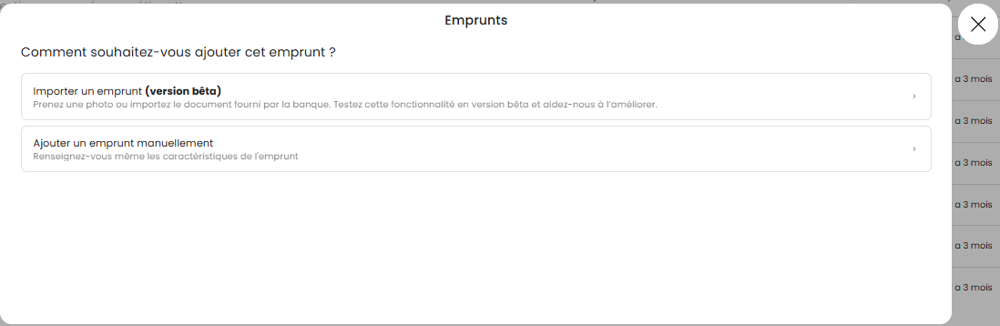 Emprunts
Comment souhaitez-vous ajouter cet emprunt ?
Importer un emprunt (version bêta)
Prenez une photo ou importez le document fourni par la banque. Testez cette fonctionnalité en version bêta et aidez-nous à l'améliorer.
Ajouter un emprunt manuellement
Renseignez-vous même les caractéristiques de l'emprunt
a 3 mois
a 3 mois
a 3 mois
a 3 mois
a 3 mois
a 3 mois